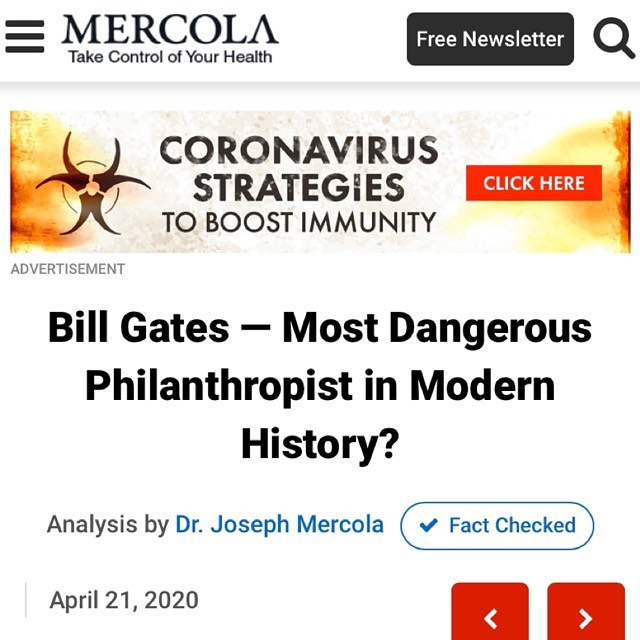 MERCOLA
Take Control of Your Health
Free Newsletter
CORONAVIRUS
STRATEGIES
TO BOOST IMMUNITY
CLICK HERE
ADVERTISEMENT
Bill Gates — Most Dangerous
Philanthropist in Modern
History?
Analysis by Dr. Joseph Mercola
Fact Checked
April 21, 2020